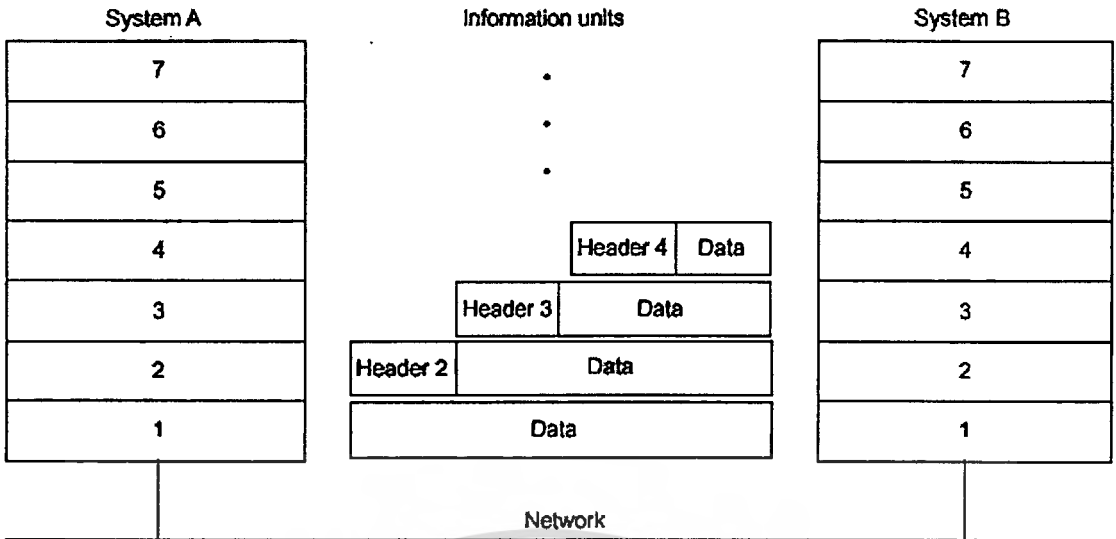 System A Information units System B
7 7
6 6
5 5
4 Header 4 Data 4
3 Header 3 Data 3
2 Header 2 Data 2
1 Data 1
Network